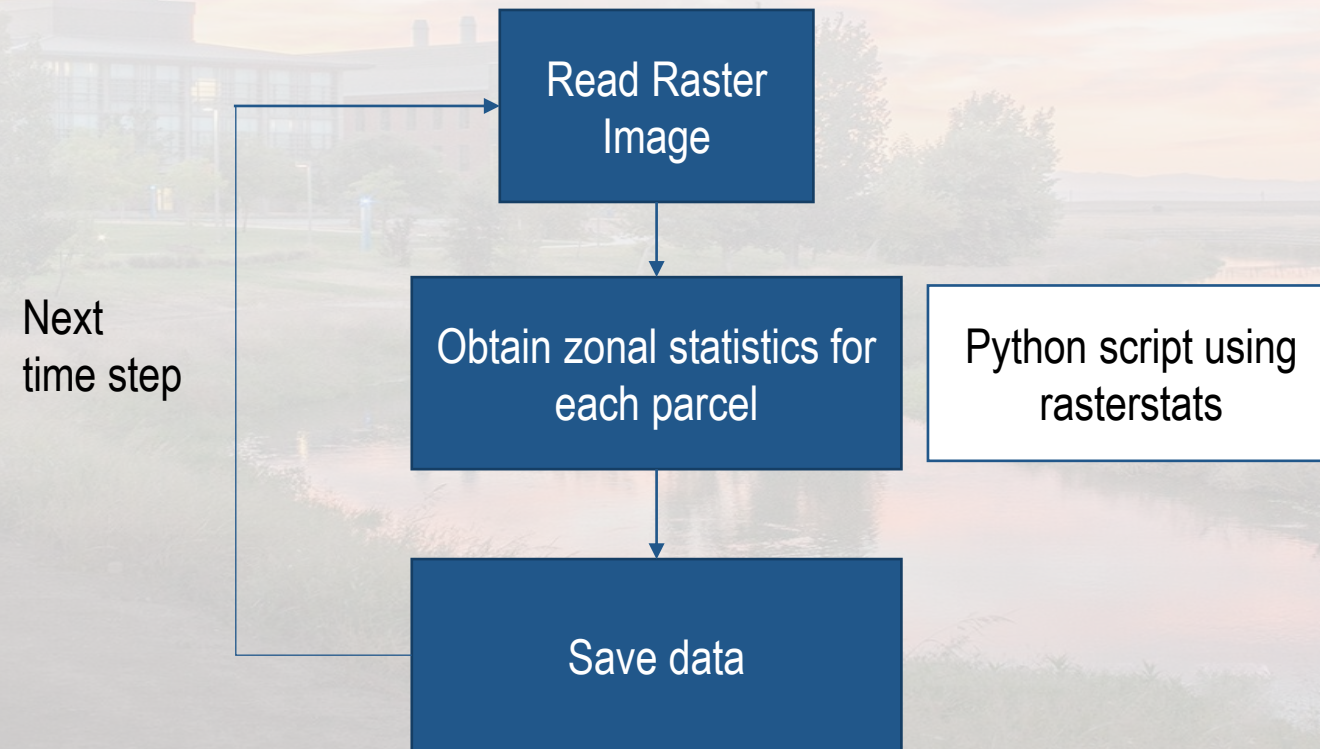 Read Raster
Image
Next
time step
Obtain zonal statistics for
each parcel
Python script using
rasterstats
Save data